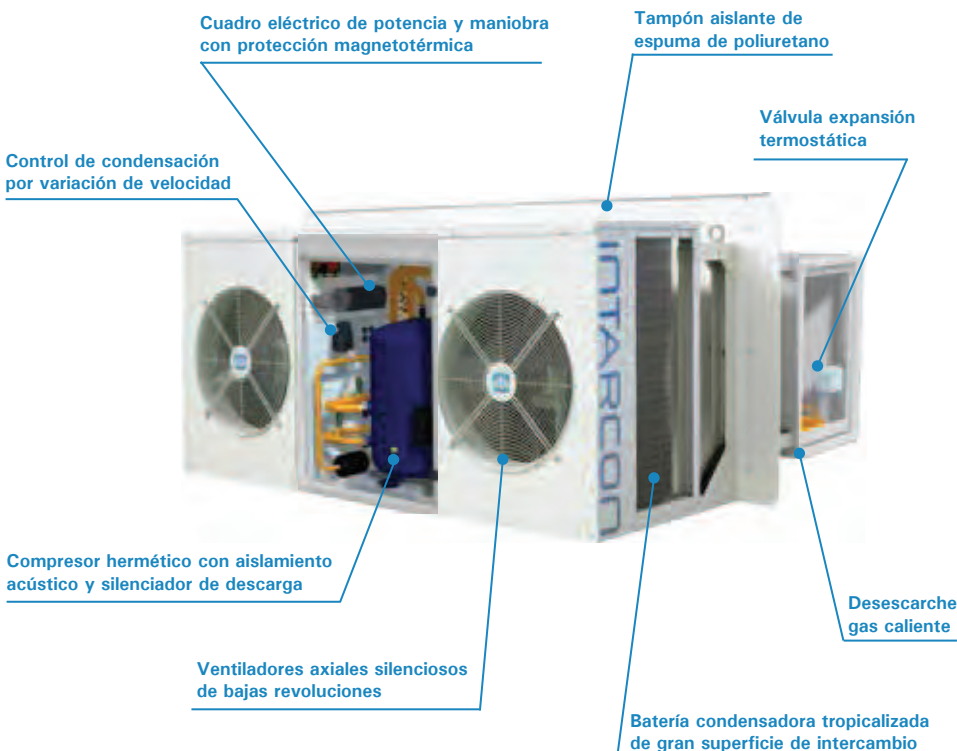 Cuadro eléctrico de potencia y maniobra
con protección magnetotérmica
Tampón aislante de
espuma de poliuretano
Válvula expansión
termostática
Control de condensación
por variación de velocidad
INTARCON
Compresor hermético con aislamiento
acústico y silenciador de descarga
Desescarche
gas caliente
Ventiladores axiales silenciosos
de bajas revoluciones
Batería condensadora tropicalizada
de gran superficie de intercambio